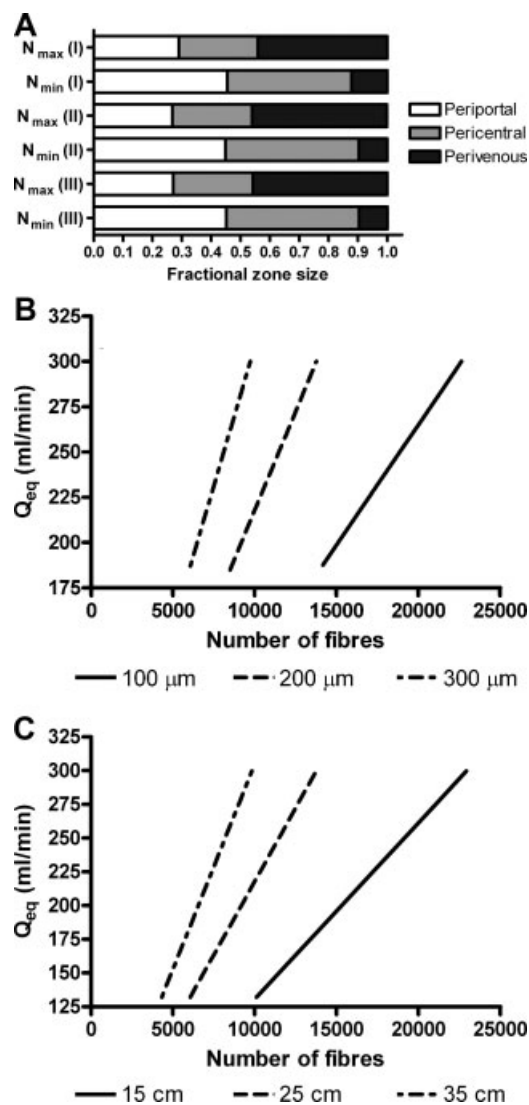 A
N max (I)
N min (I)
N max (II)
N min (II)
N max (III)
N min (III)
Periportal
Pericentral
Perivenous
0.0 0.1 0.2 0.3 0.4 0.5 0.6 0.7 0.8 0.9 1.0
Fractional zone size
B
325
300
275
250
225
200
175
Q eq (ml/min)
0 5000 10000 15000 20000 25000
Number of fibres
100 μm 200 μm 300 μm
C
325
300
275
250
225
200
175
150
125
Q eq (ml/min)
0 5000 10000 15000 20000 25000
Number of fibres
15 cm 25 cm 35 cm